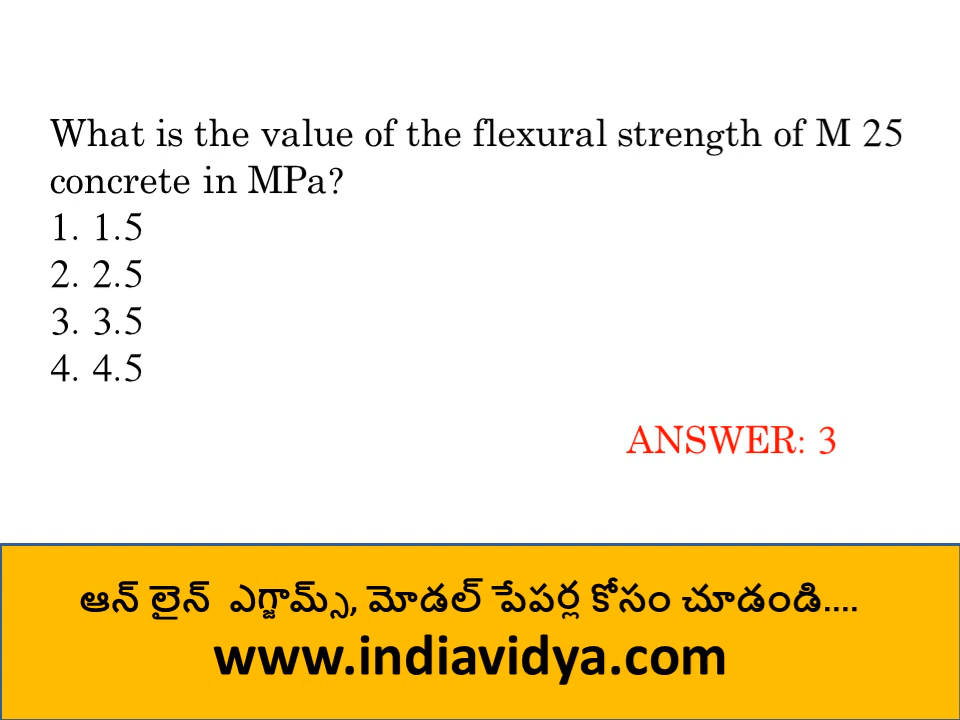 What is the value of the flexural strength of M 25
concrete in MPa?
1. 1.5
2. 2.5
3. 3.5
4. 4.5
ANSWER: 3
ఆన్ లైన్ ఎగ్జామ్స్, మోడల్ పేపర్ల కోసం చూడండి....
www.indiavidya.com